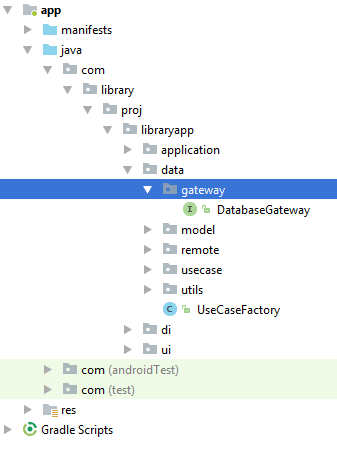 app
manifests
java
com
library
proj
libraryapp
application
data
gateway
I DatabaseGateway
model
remote
usecase
utils
C UseCaseFactory
di
ui
com (androidTest)
com (test)
res
Gradle Scripts